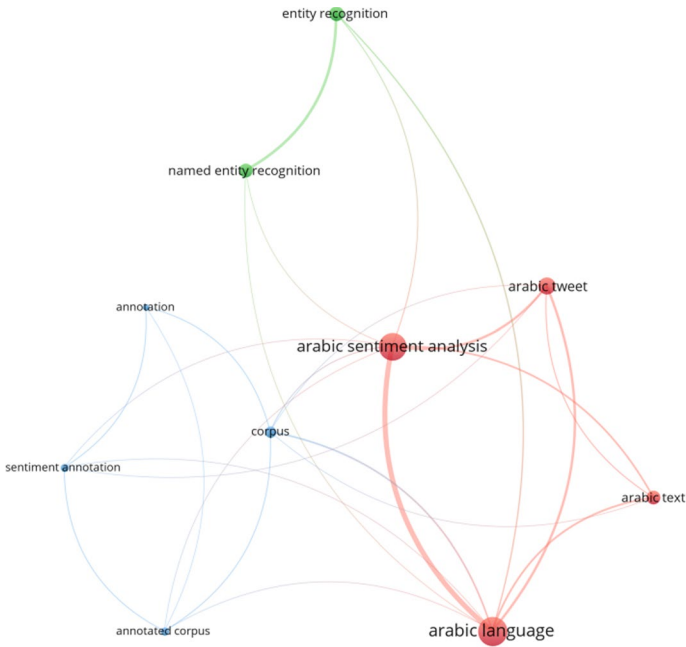 entity recognition
named entity recognition
arabic tweet
annotation
arabic sentiment analysis
corpus
sentiment annotation
arabic text
annotated corpus
arabic language